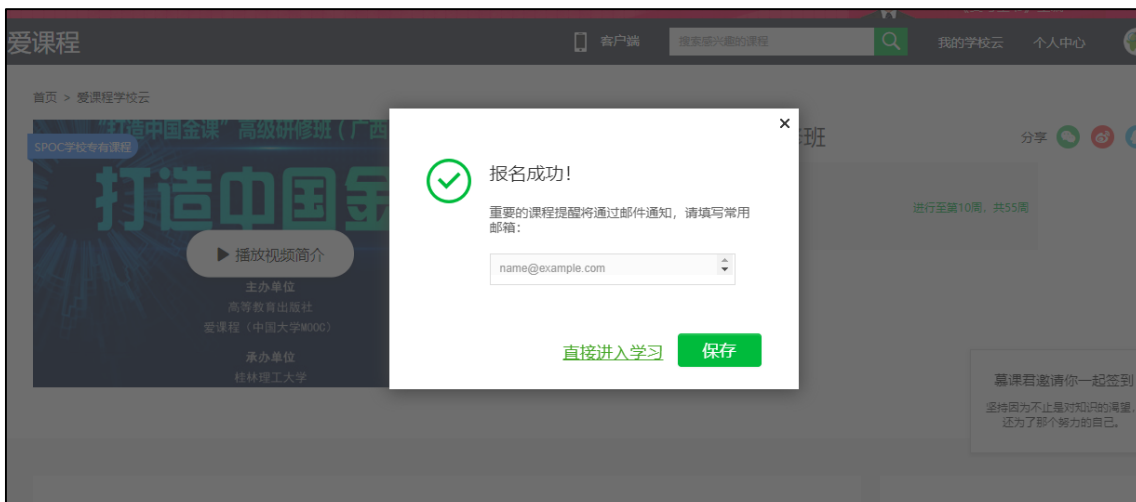 爱课程
客户端
搜索感兴趣的课程
我的学校云
个人中心
首页 > 爱课程学校云
SPOC学校专有课程
“打造中国金课”高级研修班(广西
打造中国金
播放视频简介
主办单位
高等教育出版社
爱课程(中国大学MOOC)
承办单位
桂林理工大学
修班
分享
进行至第10周,共55周
×
报名成功!
重要的课程提醒将通过邮件通知,请填写常用
邮箱:
name@example.com
直接进入学习
保存
慕课君邀请你一起签到
坚持因为不止是对知识的渴望,
还为了那个努力的自己。